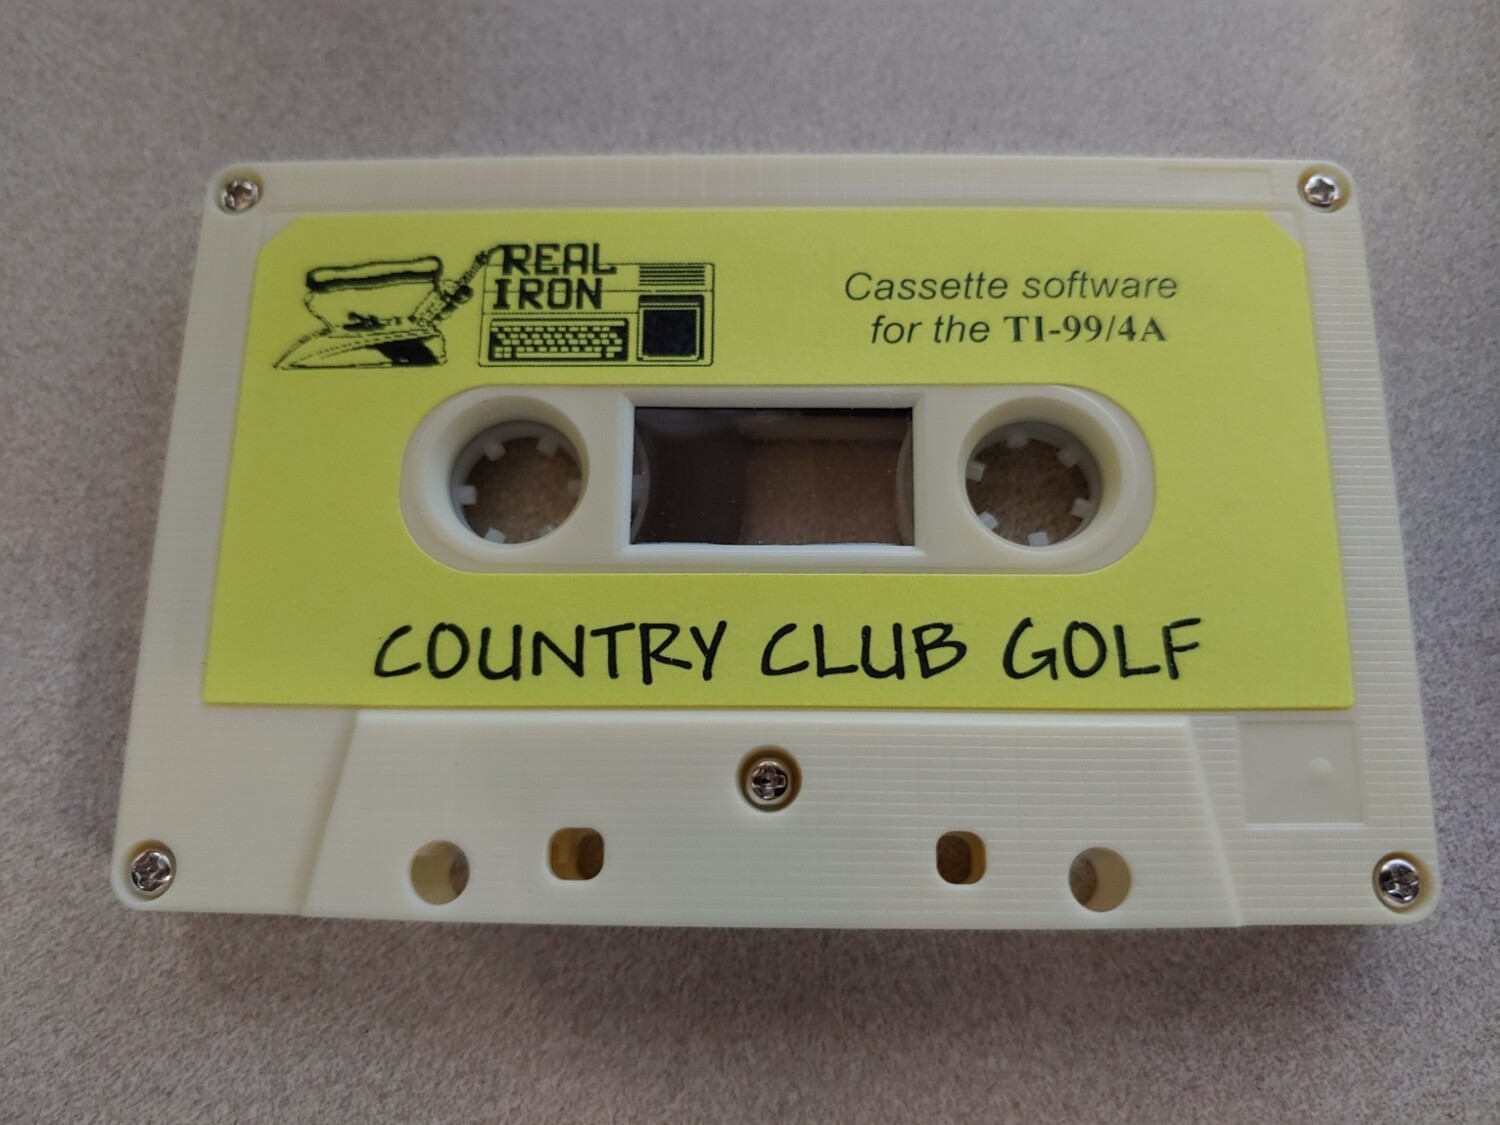 REAL
IRON
Cassette software
for the TI-99/4A
COUNTRY CLUB GOLF